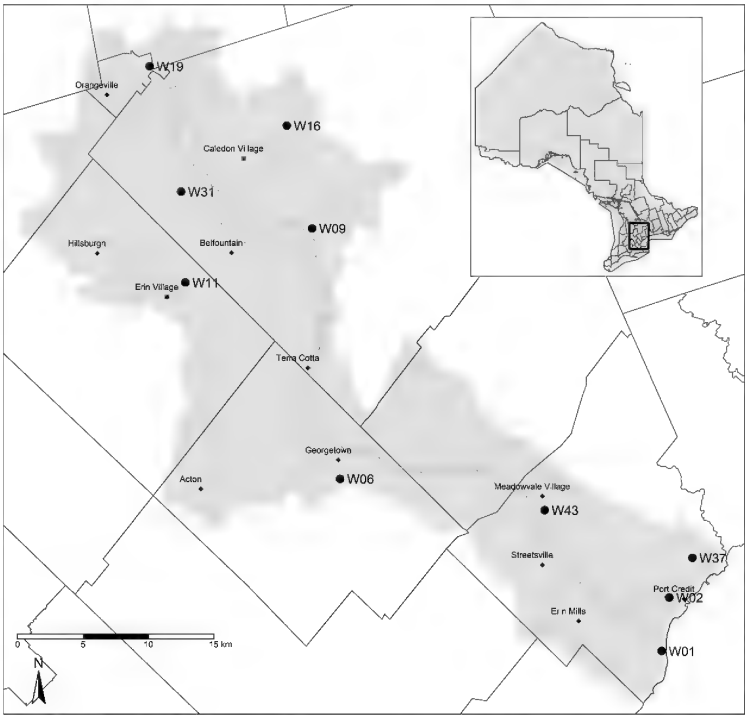 W19
Orangeville
W16
Caledon Village
W31
W09
Hillsburgh
Belfountain
W11
Erin Village
Terra Cotta
Georgetown
W06
Acton
Meadowvale Village
W43
Streetsville
W37
Port Credit
W02
Erin Mills
W01
0 5 10 15 km
N